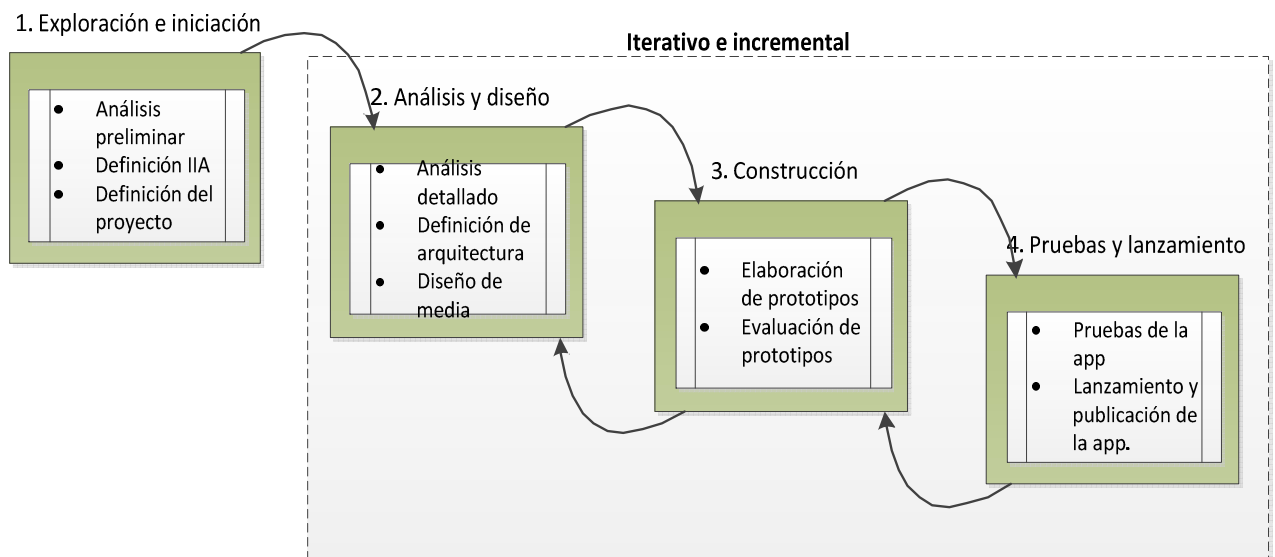 1. Exploración e iniciación
• Análisis
preliminar
• Definición IIA
• Definición del
proyecto
Iterativo e incremental
2. Análisis y diseño
• Análisis
detallado
• Definición de
arquitectura
• Diseño de
media
3. Construcción
• Elaboración
de prototipos
• Evaluación de
prototipos
4. Pruebas y lanzamiento
• Pruebas de la
app
• Lanzamiento y
publicación de
la app.